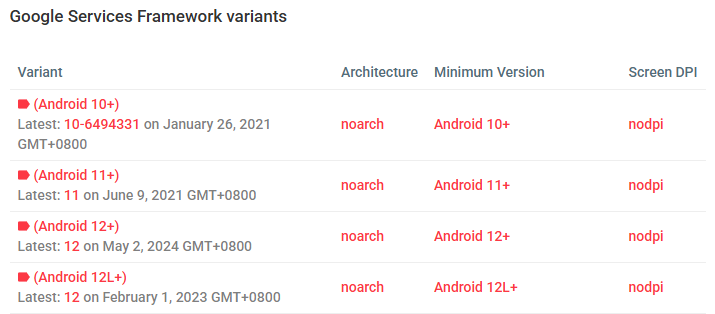 Google Services Framework variants
Variant Architecture Minimum Version Screen DPI
(Android 10+)
Latest: 10-6494331 on January 26, 2021
GMT+0800
noarch Android 10+ nodpi
(Android 11+)
Latest: 11 on June 9, 2021 GMT+0800
noarch Android 11+ nodpi
(Android 12+)
Latest: 12 on May 2, 2024 GMT+0800
noarch Android 12+ nodpi
(Android 12L+)
Latest: 12 on February 1, 2023 GMT+0800
noarch Android 12L+ nodpi